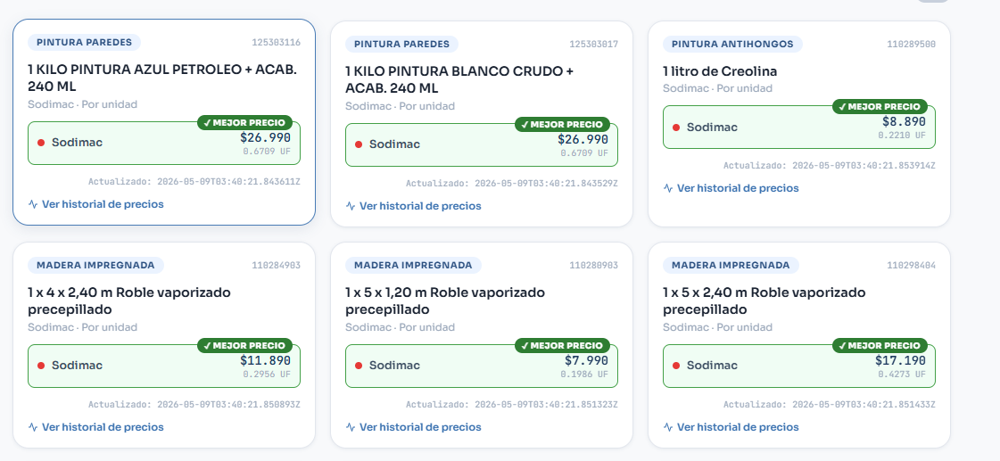 PINTURA PAREDES 125303116
1 KILO PINTURA AZUL PETROLEO + ACAB.
240 ML
Sodimac · Por unidad
✓ MEJOR PRECIO
Sodimac $26.990
0.6709 UF
Actualizado: 2026-05-09T03:40:21.843611Z
Ver historial de precios
PINTURA PAREDES 125303017
1 KILO PINTURA BLANCO CRUDO +
ACAB. 240 ML
Sodimac · Por unidad
✓ MEJOR PRECIO
Sodimac $26.990
0.6709 UF
Actualizado: 2026-05-09T03:40:21.843529Z
Ver historial de precios
PINTURA ANTIHONGOS 110289500
1 litro de Creolina
Sodimac · Por unidad
✓ MEJOR PRECIO
Sodimac $8.890
0.2210 UF
Actualizado: 2026-05-09T03:40:21.853914Z
Ver historial de precios
MADERA IMPREGNADA 110284903
1 x 4 x 2,40 m Roble vaporizado
precepillado
Sodimac · Por unidad
✓ MEJOR PRECIO
Sodimac $11.890
0.2956 UF
Actualizado: 2026-05-09T03:40:21.850893Z
Ver historial de precios
MADERA IMPREGNADA 110280903
1 x 5 x 1,20 m Roble vaporizado
precepillado
Sodimac · Por unidad
✓ MEJOR PRECIO
Sodimac $7.990
0.1986 UF
Actualizado: 2026-05-09T03:40:21.851323Z
Ver historial de precios
MADERA IMPREGNADA 110298404
1 x 5 x 2,40 m Roble vaporizado
precepillado
Sodimac · Por unidad
✓ MEJOR PRECIO
Sodimac $17.190
0.4273 UF
Actualizado: 2026-05-09T03:40:21.851433Z
Ver historial de precios